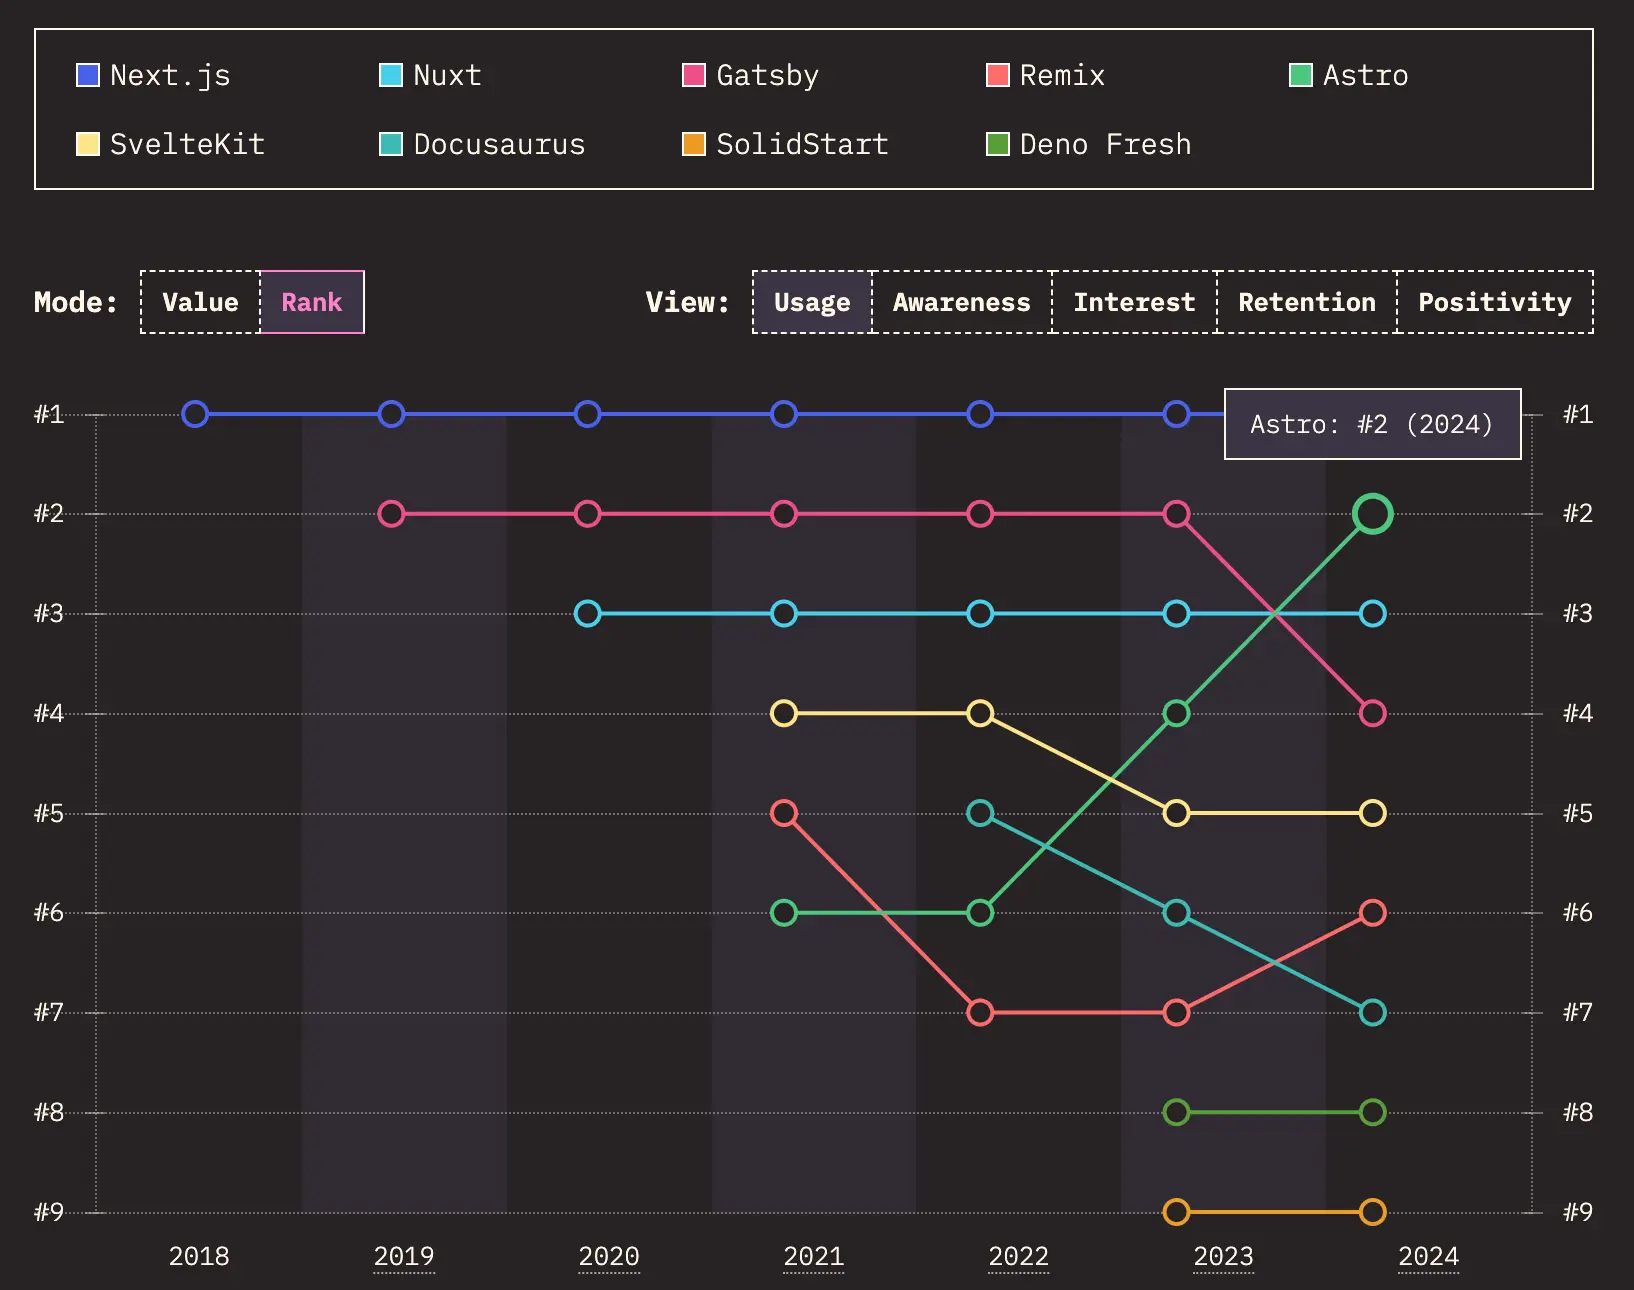 Next.js Nuxt Gatsby Remix Astro
SvelteKit Docusaurus SolidStart Deno Fresh
Mode: Value Rank View: Usage Awareness Interest Retention Positivity
#1 #1
Astro: #2 (2024)
#2 #2
#3 #3
#4 #4
#5 #5
#6 #6
#7 #7
#8 #8
#9 #9
2018 2019 2020 2021 2022 2023 2024